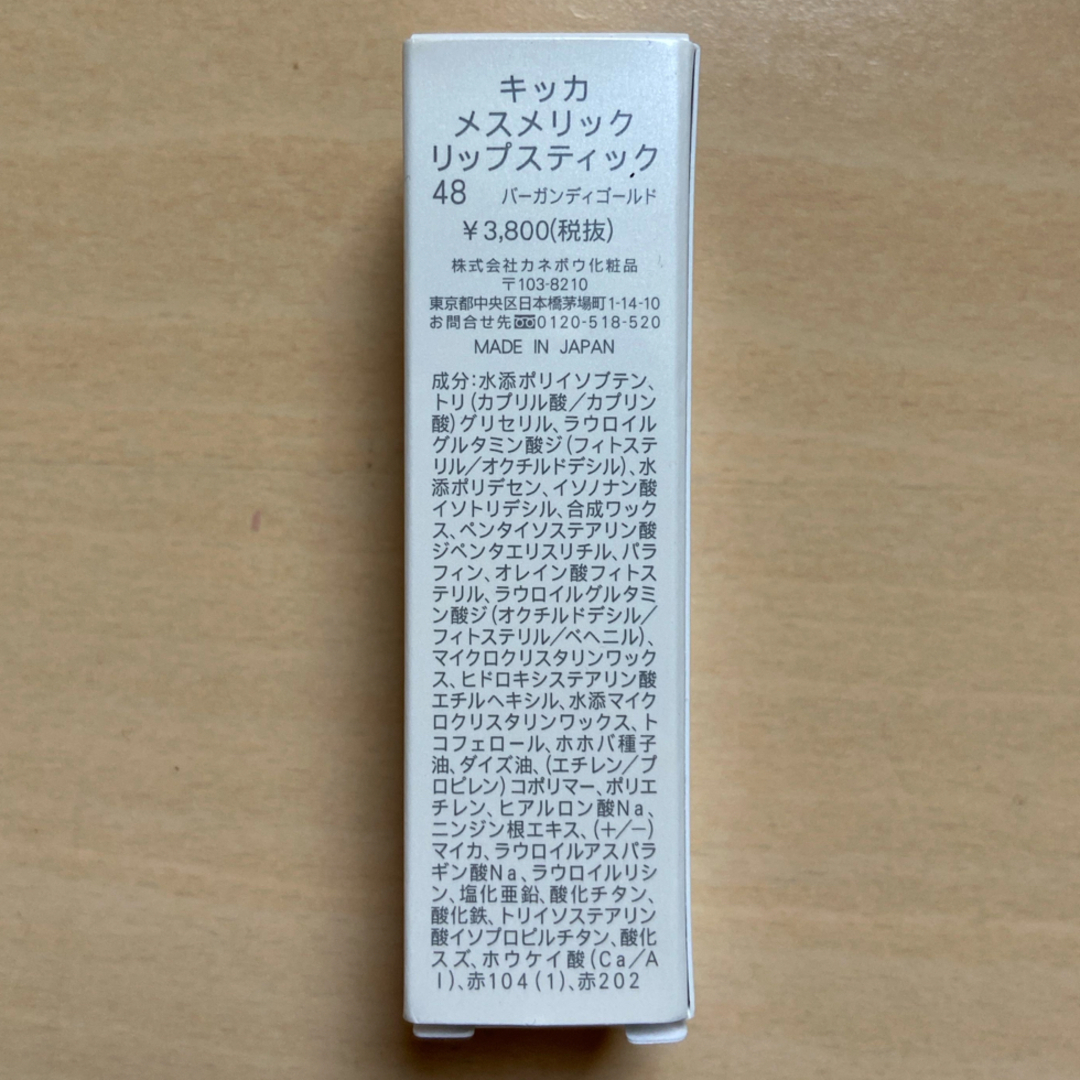 キッカ
メスメリック
リップスティック
48 バーガンディゴールド
¥3,800(税抜)
株式会社カネボウ化粧品
〒103-8210
東京都中央区日本橋茅場町1-14-10
お問合せ先0120-518-520
MADE IN JAPAN
成分:水添ポリイソブテン、
トリ(カプリル酸/カプリン
酸)グリセリル、ラウロイル
グルタミン酸ジ(フィトステ
リル/オクチルドデシル)、水
添ポリデセン、イソノナン酸
イソトリデシル、合成ワック
ス、ペンタイソステアリン酸
ジペンタエリスリチル、パラ
フィン、オレイン酸フィトス
テリル、ラウロイルグルタミ
ン酸ジ(オクチルドデシル/
フィトステリル/ベヘニル)、
マイクロクリスタリンワック
ス、ヒドロキシステアリン酸
エチルヘキシル、水添マイク
ロクリスタリンワックス、ト
コフェロール、ホホバ種子
油、ダイズ油、(エチレン/プ
ロピレン)コポリマー、ポリエ
チレン、ヒアルロン酸Na、
ニンジン根エキス、(+/−)
マイカ、ラウロイルアスパラ
ギン酸Na、ラウロイルリシ
ン、塩化亜鉛、酸化チタン、
酸化鉄、トリイソステアリン
酸イソプロピルチタン、酸化
スズ、ホウケイ酸(Ca/A
l)、赤104(1)、赤202